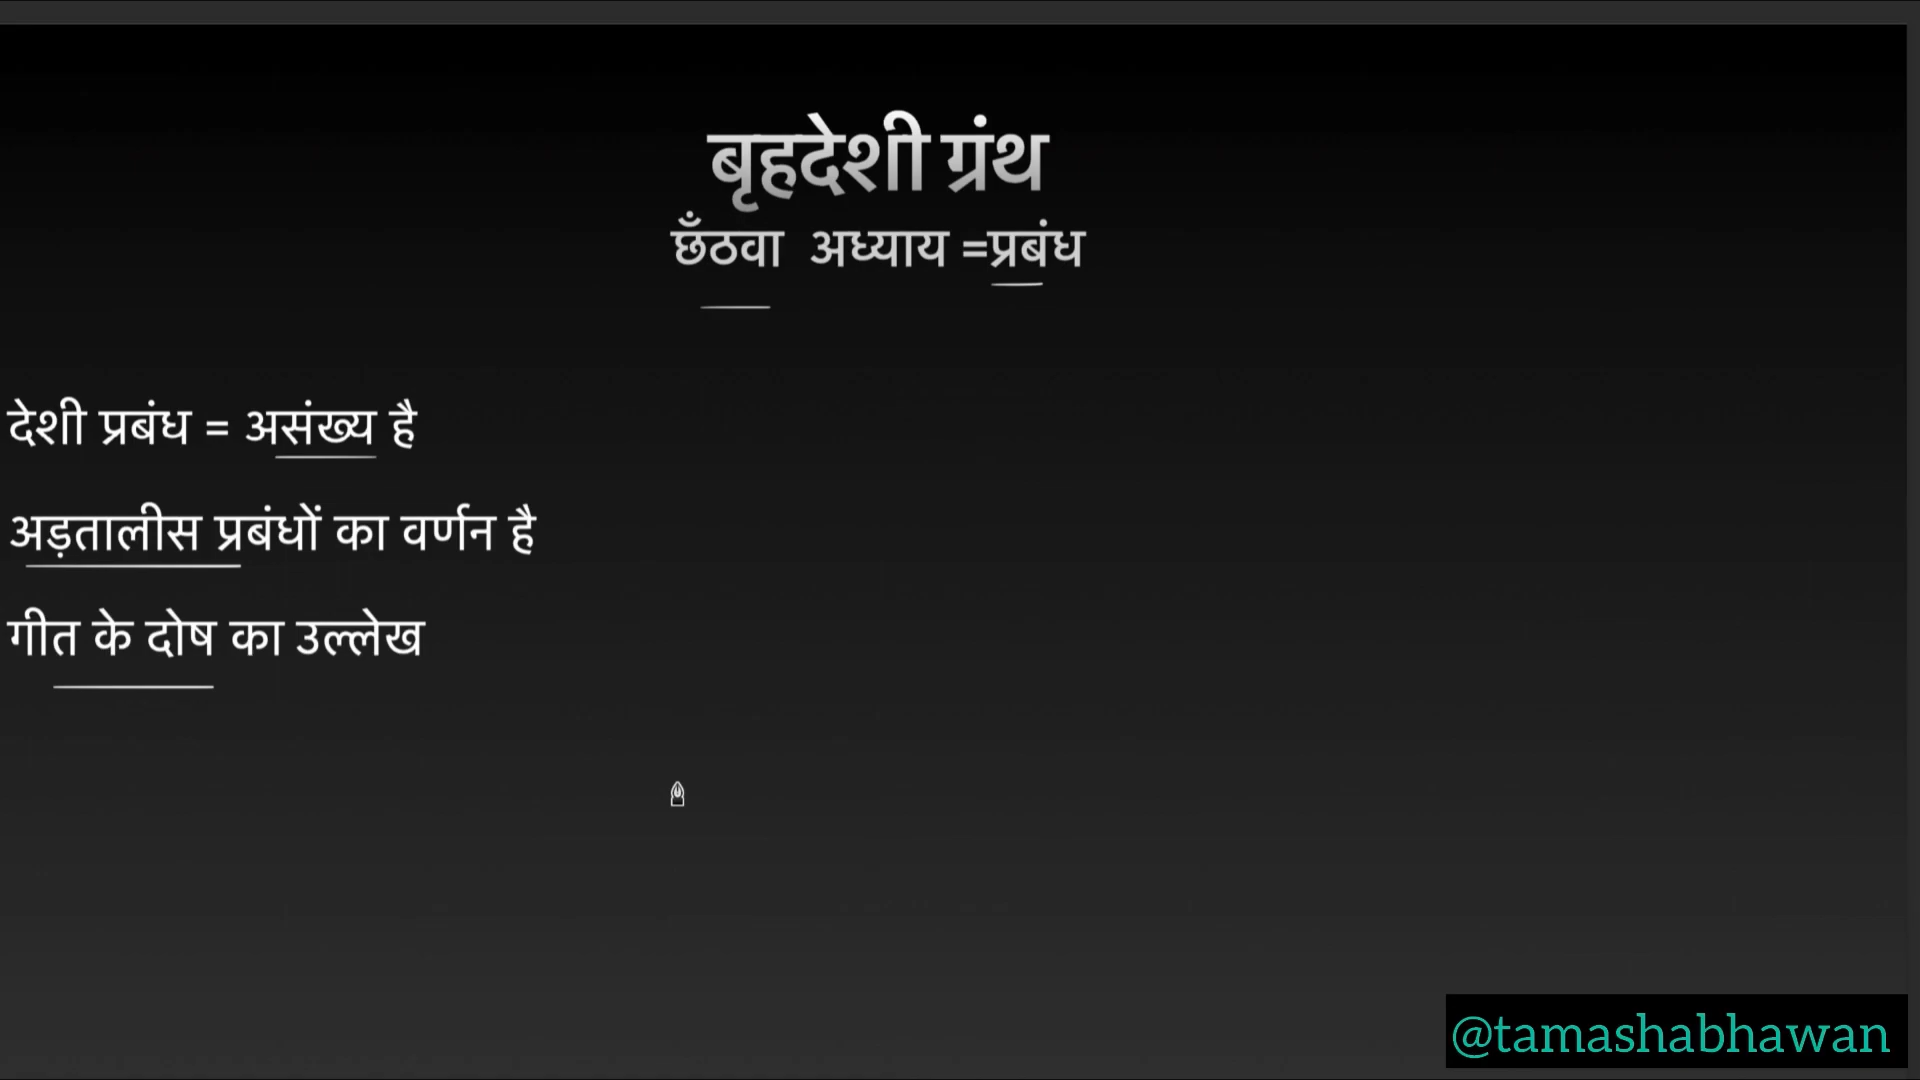 बृहदेशी ग्रंथ
छँठवा अध्याय =प्रबंध
देशी प्रबंध = असंख्य है
अड़तालीस प्रबंधों का वर्णन है
गीत के दोष का उल्लेख
@tamashabhawan